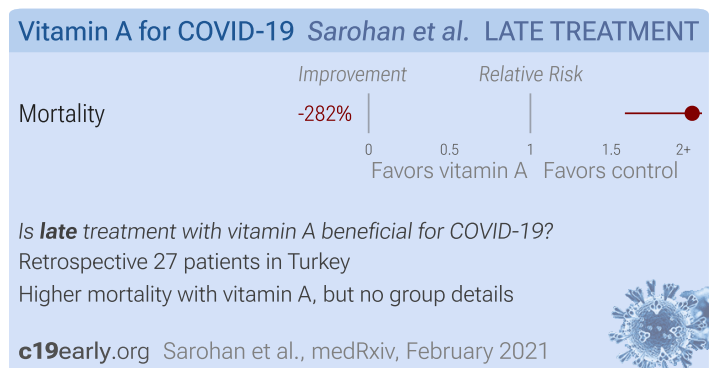 Vitamin A for COVID-19 Sarohan et al. LATE TREATMENT
Improvement Relative Risk
Mortality -282%
0 0.5 1 1.5 2+
Favors vitamin A Favors control
Is late treatment with vitamin A beneficial for COVID-19?
Retrospective 27 patients in Turkey
Higher mortality with vitamin A, but no group details
c19early.org Sarohan et al., medRxiv, February 2021